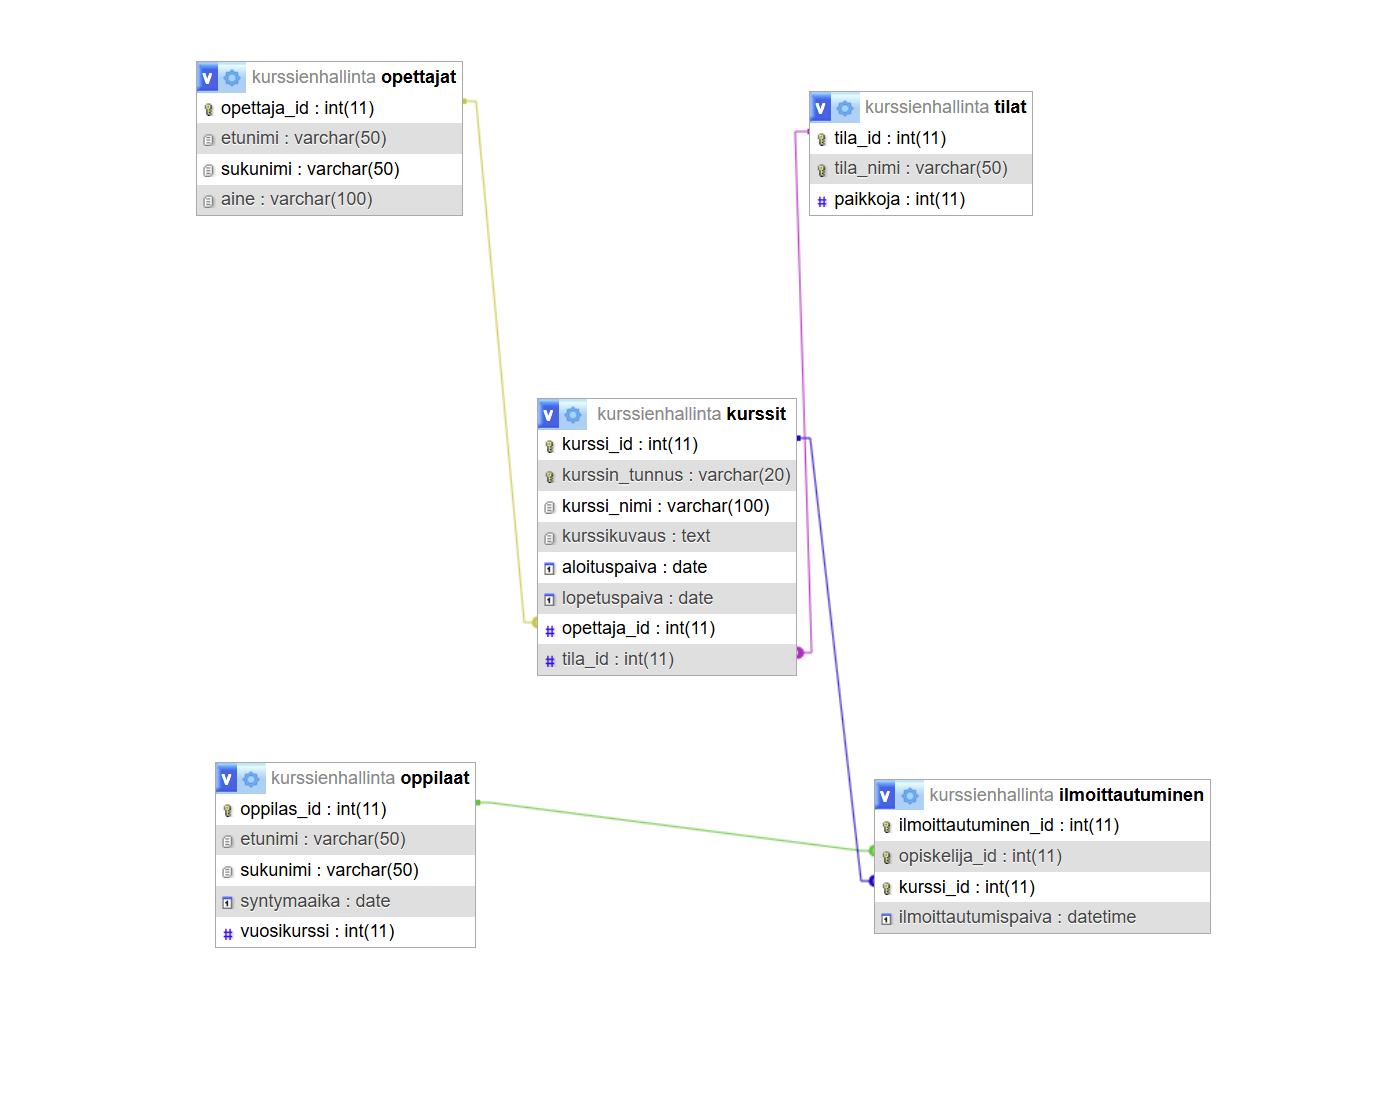 V kurssienhallinta opettajat
opettaja_id : int(11)
etunimi : varchar(50)
sukunimi : varchar(50)
aine : varchar(100)
V kurssienhallinta tilat
tila_id : int(11)
tila_nimi : varchar(50)
# paikkoja : int(11)
V kurssienhallinta kurssit
kurssi_id : int(11)
kurssin_tunnus : varchar(20)
kurssi_nimi : varchar(100)
kurssikuvaus : text
1 aloituspaiva : date
1 lopetuspaiva : date
# opettaja_id : int(11)
# tila_id : int(11)
V kurssienhallinta oppilaat
oppilas_id : int(11)
etunimi : varchar(50)
sukunimi : varchar(50)
1 syntymaaika : date
# vuosikurssi : int(11)
V kurssienhallinta ilmoittautuminen
ilmoittautuminen_id : int(11)
opiskelija_id : int(11)
kurssi_id : int(11)
1 ilmoittautumispaiva : datetime